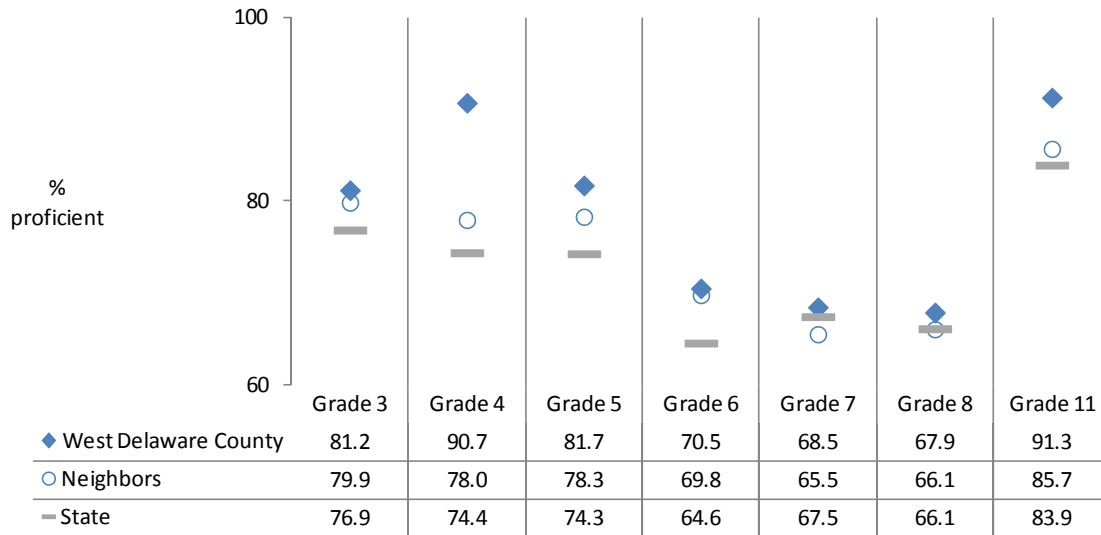 100
80
60
%
proficient
Grade 3 Grade 4 Grade 5 Grade 6 Grade 7 Grade 8 Grade 11
West Delaware County 81.2 90.7 81.7 70.5 68.5 67.9 91.3
Neighbors 79.9 78.0 78.3 69.8 65.5 66.1 85.7
State 76.9 74.4 74.3 64.6 67.5 66.1 83.9